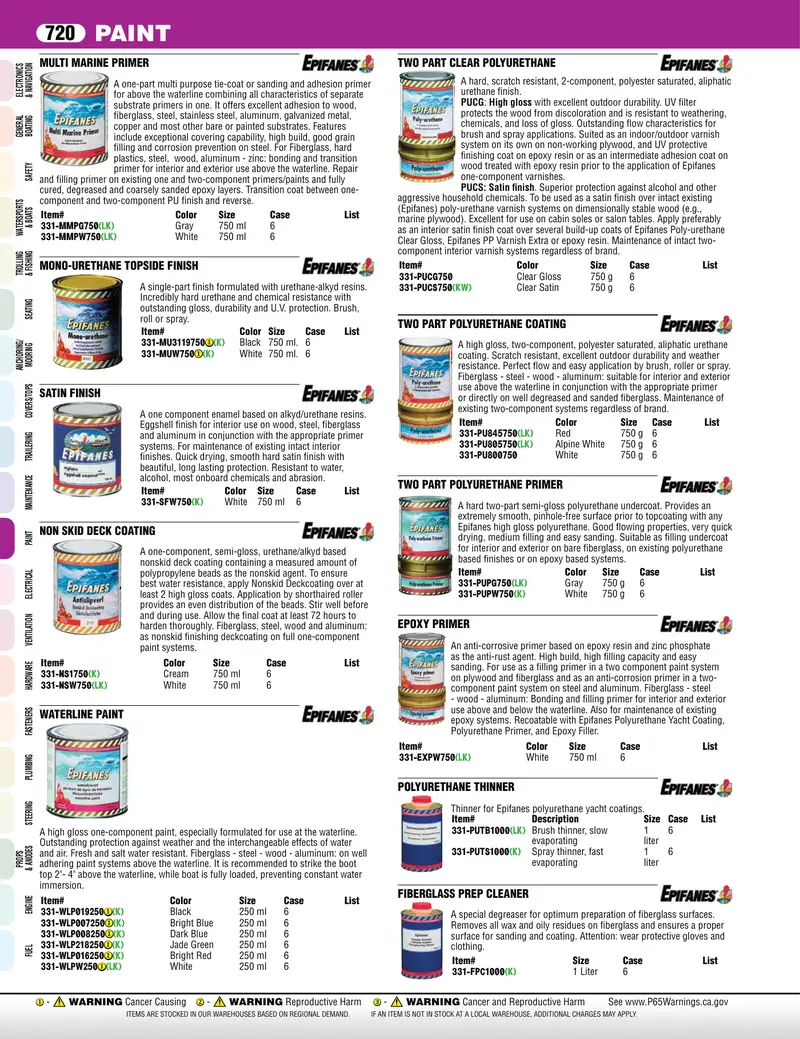 720 PAINT
ELECTRONICS & NAVIGATION
GENERAL BOATING
SAFETY
WATERSPORTS & BOATS
TROLLING & FISHING
SEATING
ANCHORING/ MOORING
COVERS/TOPS
TRAILERING
MAINTENANCE
PAINT
ELECTRICAL
VENTILATION
HARDWARE
FASTENERS
PLUMBING
STEERING
PROPS & ANODES
ENGINE
FUEL
MULTI MARINE PRIMER
EPIFANES
A one-part multi purpose tie-coat or sanding and adhesion primer
for above the waterline combining all characteristics of separate
substrate primers in one. It offers excellent adhesion to wood,
fiberglass, steel, stainless steel, aluminum, galvanized metal,
copper and most other bare or painted substrates. Features
include exceptional covering capability, high build, good grain
filling and corrosion prevention on steel. For Fiberglass, hard
plastics, steel, wood, aluminum - zinc: bonding and transition
primer for interior and exterior use above the waterline. Repair
and filling primer on existing one and two-component primers/paints and fully
cured, degreased and coarsely sanded epoxy layers. Transition coat between one-
component and two-component PU finish and reverse.
Item# Color Size Case List
331-MMPG750(LK) Gray 750 ml 6
331-MMPW750(LK) White 750 ml 6
MONO-URETHANE TOPSIDE FINISH
EPIFANES
A single-part finish formulated with urethane-alkyd resins.
Incredibly hard urethane and chemical resistance with
outstanding gloss, durability and U.V. protection. Brush,
roll or spray.
Item# Color Size Case List
331-MU3119750 1 (K) Black 750 ml. 6
331-MUW750 1 (K) White 750 ml. 6
SATIN FINISH
EPIFANES
A one component enamel based on alkyd/urethane resins.
Eggshell finish for interior use on wood, steel, fiberglass
and aluminum in conjunction with the appropriate primer
systems. For maintenance of existing intact interior
finishes. Quick drying, smooth hard satin finish with
beautiful, long lasting protection. Resistant to water,
alcohol, most onboard chemicals and abrasion.
Item# Color Size Case List
331-SFW750(K) White 750 ml 6
NON SKID DECK COATING
EPIFANES
A one-component, semi-gloss, urethane/alkyd based
nonskid deck coating containing a measured amount of
polypropylene beads as the nonskid agent. To ensure
best water resistance, apply Nonskid Deckcoating over at
least 2 high gloss coats. Application by shorthaired roller
provides an even distribution of the beads. Stir well before
and during use. Allow the final coat at least 72 hours to
harden thoroughly. Fiberglass, steel, wood and aluminum:
as nonskid finishing deckcoating on full one-component
paint systems.
Item# Color Size Case List
331-NS1750(K) Cream 750 ml 6
331-NSW750(LK) White 750 ml 6
WATERLINE PAINT
EPIFANES
A high gloss one-component paint, especially formulated for use at the waterline.
Outstanding protection against weather and the interchangeable effects of water
and air. Fresh and salt water resistant. Fiberglass - steel - wood - aluminum: on well
adhering paint systems above the waterline. It is recommended to strike the boot
top 2"- 4" above the waterline, while boat is fully loaded, preventing constant water
immersion.
Item# Color Size Case List
331-WLP019250 1 (K) Black 250 ml 6
331-WLP007250 1 (K) Bright Blue 250 ml 6
331-WLP008250 1 (K) Dark Blue 250 ml 6
331-WLP218250 1 (K) Jade Green 250 ml 6
331-WLP016250 1 (K) Bright Red 250 ml 6
331-WLPW250 1 (LK) White 250 ml 6
TWO PART CLEAR POLYURETHANE
EPIFANES
A hard, scratch resistant, 2-component, polyester saturated, aliphatic
urethane finish.
PUCG: High gloss with excellent outdoor durability. UV filter
protects the wood from discoloration and is resistant to weathering,
chemicals, and loss of gloss. Outstanding flow characteristics for
brush and spray applications. Suited as an indoor/outdoor varnish
system on its own on non-working plywood, and UV protective
finishing coat on epoxy resin or as an intermediate adhesion coat on
wood treated with epoxy resin prior to the application of Epifanes
one-component varnishes.
PUCS: Satin finish. Superior protection against alcohol and other
aggressive household chemicals. To be used as a satin finish over intact existing
(Epifanes) poly-urethane varnish systems on dimensionally stable wood (e.g.,
marine plywood). Excellent for use on cabin soles or salon tables. Apply preferably
as an interior satin finish coat over several build-up coats of Epifanes Poly-urethane
Clear Gloss, Epifanes PP Varnish Extra or epoxy resin. Maintenance of intact two-
component interior varnish systems regardless of brand.
Item# Color Size Case List
331-PUCG750 Clear Gloss 750 g 6
331-PUCS750(KW) Clear Satin 750 g 6
TWO PART POLYURETHANE COATING
EPIFANES
A high gloss, two-component, polyester saturated, aliphatic urethane
coating. Scratch resistant, excellent outdoor durability and weather
resistance. Perfect flow and easy application by brush, roller or spray.
Fiberglass - steel - wood - aluminum: suitable for interior and exterior
use above the waterline in conjunction with the appropriate primer
or directly on well degreased and sanded fiberglass. Maintenance of
existing two-component systems regardless of brand.
Item# Color Size Case List
331-PU845750(LK) Red 750 g 6
331-PU805750(LK) Alpine White 750 g 6
331-PU800750 White 750 g 6
TWO PART POLYURETHANE PRIMER
EPIFANES
A hard two-part semi-gloss polyurethane undercoat. Provides an
extremely smooth, pinhole-free surface prior to topcoating with any
Epifanes high gloss polyurethane. Good flowing properties, very quick
drying, medium filling and easy sanding. Suitable as filling undercoat
for interior and exterior on bare fiberglass, on existing polyurethane
based finishes or on epoxy based systems.
Item# Color Size Case List
331-PUPG750(LK) Gray 750 g 6
331-PUPW750(K) White 750 g 6
EPOXY PRIMER
EPIFANES
An anti-corrosive primer based on epoxy resin and zinc phosphate
as the anti-rust agent. High build, high filling capacity and easy
sanding. For use as a filling primer in a two component paint system
on plywood and fiberglass and as an anti-corrosion primer in a two-
component paint system on steel and aluminum. Fiberglass - steel
- wood - aluminum: Bonding and filling primer for interior and exterior
use above and below the waterline. Also for maintenance of existing
epoxy systems. Recoatable with Epifanes Polyurethane Yacht Coating,
Polyurethane Primer, and Epoxy Filler.
Item# Color Size Case List
331-EXPW750(LK) White 750 ml 6
POLYURETHANE THINNER
EPIFANES
Thinner for Epifanes polyurethane yacht coatings.
Item# Description Size Case List
331-PUTB1000(LK) Brush thinner, slow 1 6
evaporating liter
331-PUTS1000(K) Spray thinner, fast 1 6
evaporating liter
FIBERGLASS PREP CLEANER
EPIFANES
A special degreaser for optimum preparation of fiberglass surfaces.
Removes all wax and oily residues on fiberglass and ensures a proper
surface for sanding and coating. Attention: wear protective gloves and
clothing.
Item# Size Case List
331-FPC1000(K) 1 Liter 6
1 - WARNING Cancer Causing 2 - WARNING Reproductive Harm 3 - WARNING Cancer and Reproductive Harm See www.P65Warnings.ca.gov
ITEMS ARE STOCKED IN OUR WAREHOUSES BASED ON REGIONAL DEMAND. IF AN ITEM IS NOT IN STOCK AT A LOCAL WAREHOUSE, ADDITIONAL CHARGES MAY APPLY.